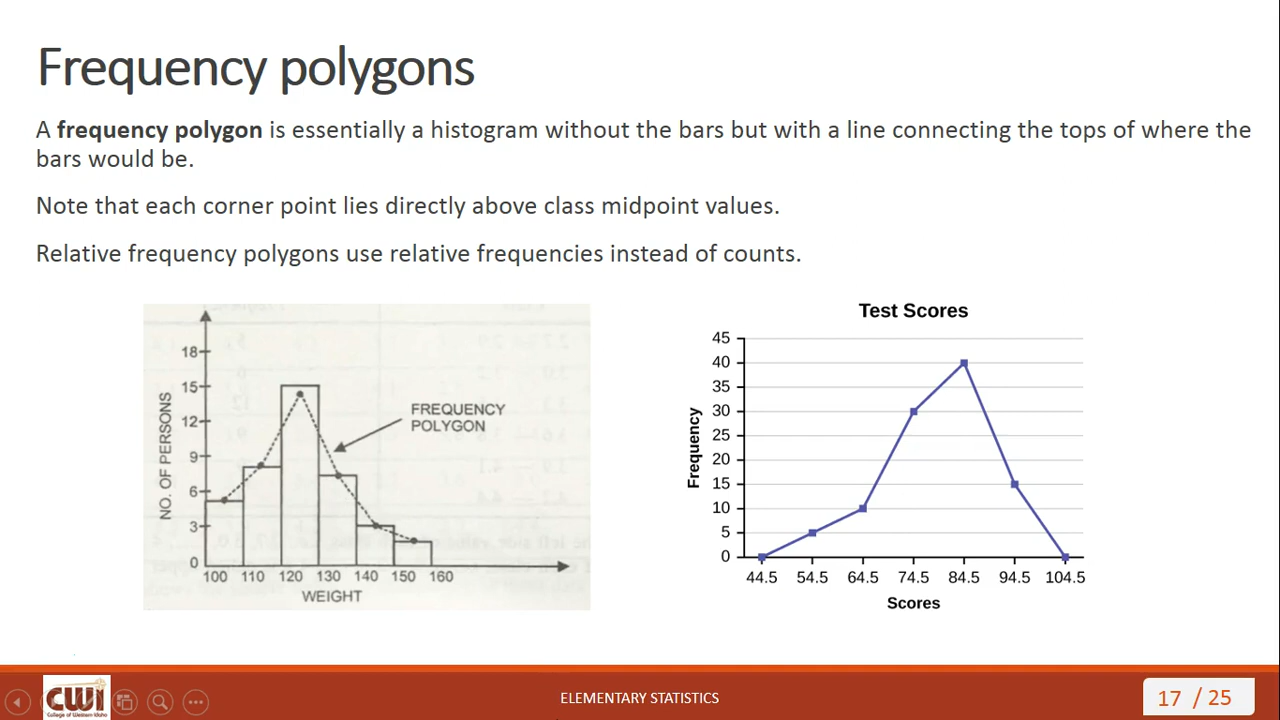 Frequency polygons
A frequency polygon is essentially a histogram without the bars but with a line connecting the tops of where the
bars would be.
Note that each corner point lies directly above class midpoint values.
Relative frequency polygons use relative frequencies instead of counts.
18
15
12
9
6
3
0
NO. OF PERSONS
FREQUENCY
POLYGON
100 110 120 130 140 150 160
WEIGHT
Test Scores
45
40
35
30
25
20
15
10
5
0
Frequency
44.5 54.5 64.5 74.5 84.5 94.5 104.5
Scores
CWI
College of Western Idaho
ELEMENTARY STATISTICS
17 / 25